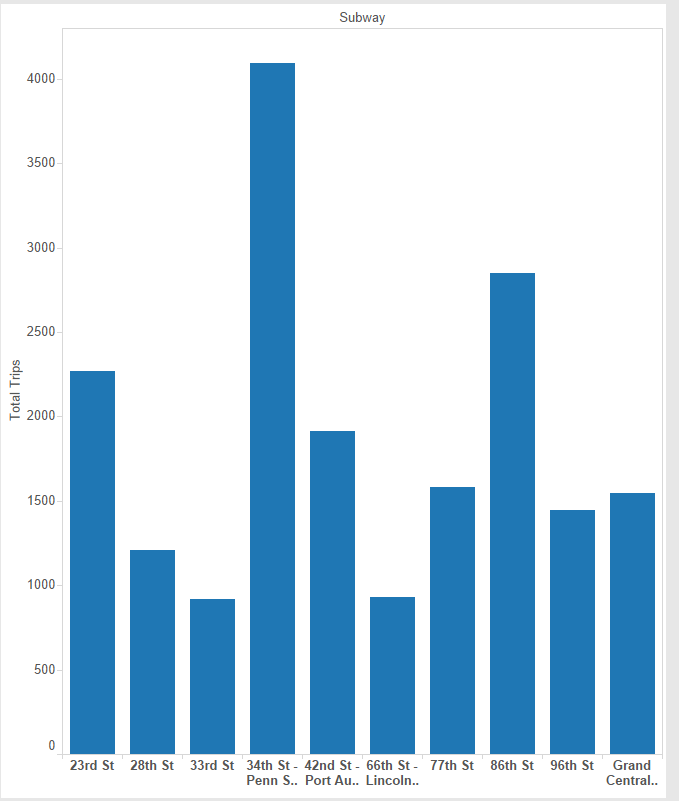 Subway
Total Trips
4000
3500
3000
2500
2000
1500
1000
500
0
23rd St 28th St 33rd St 34th St - 42nd St - 66th St - 77th St 86th St 96th St Grand
Penn S.. Port Au.. Lincoln.. Central..